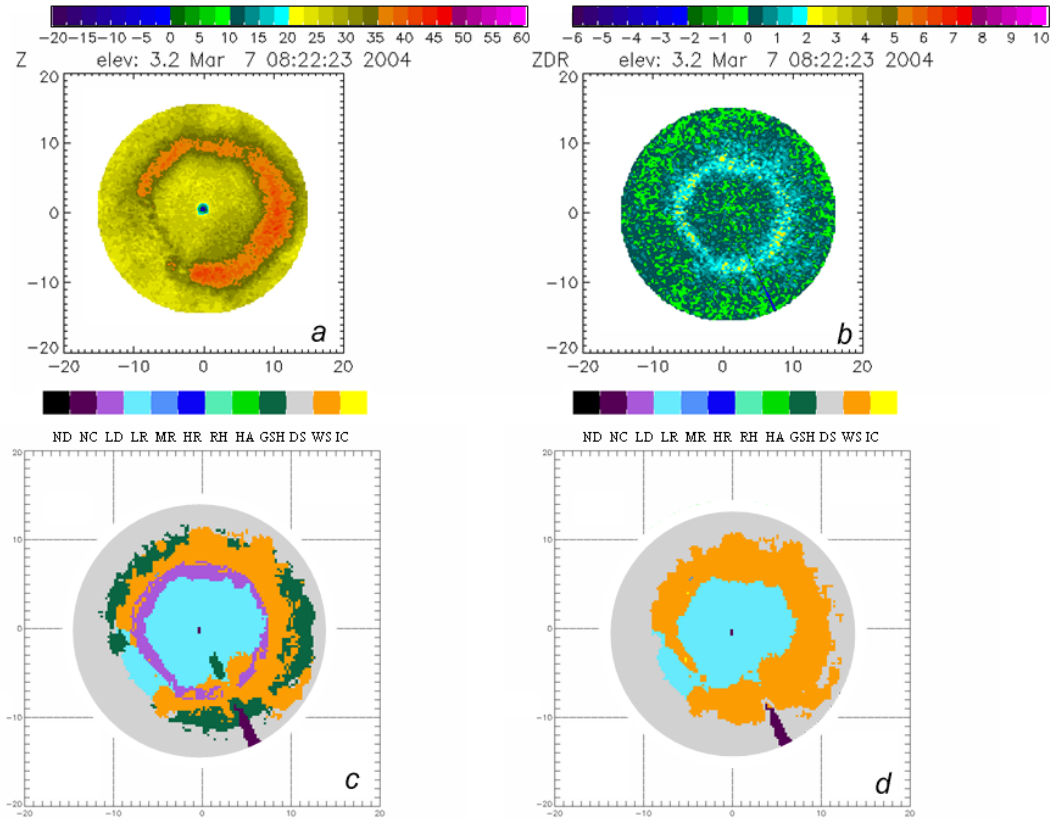 -20 -15 -10 -5 0 5 10 15 20 25 30 35 40 45 50 55 60
-6 -5 -4 -3 -2 -1 0 1 2 3 4 5 6 7 8 9 10
Z elev: 3.2 Mar 7 08:22:23 2004
ZDR elev: 3.2 Mar 7 08:22:23 2004
20
10
0
-10
-20
-20 -10 0 10 20
a
20
10
0
-10
-20
-20 -10 0 10 20
b
ND NC LD LR MR HR RH HA GSH DS WS IC
ND NC LD LR MR HR RH HA GSH DS WS IC
20
10
0
-10
-20
-20 -10 0 10 20
c
20
10
0
-10
-20
-20 -10 0 10 20
d